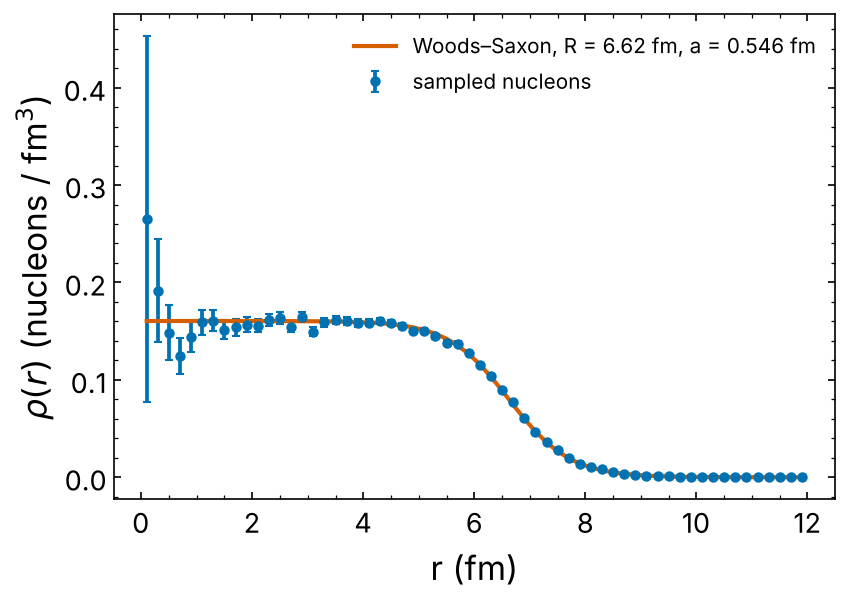 Woods–Saxon, R = 6.62 fm, a = 0.546 fm
sampled nucleons
ρ(r) (nucleons / fm³)
0.4
0.3
0.2
0.1
0.0
0 2 4 6 8 10 12
r (fm)